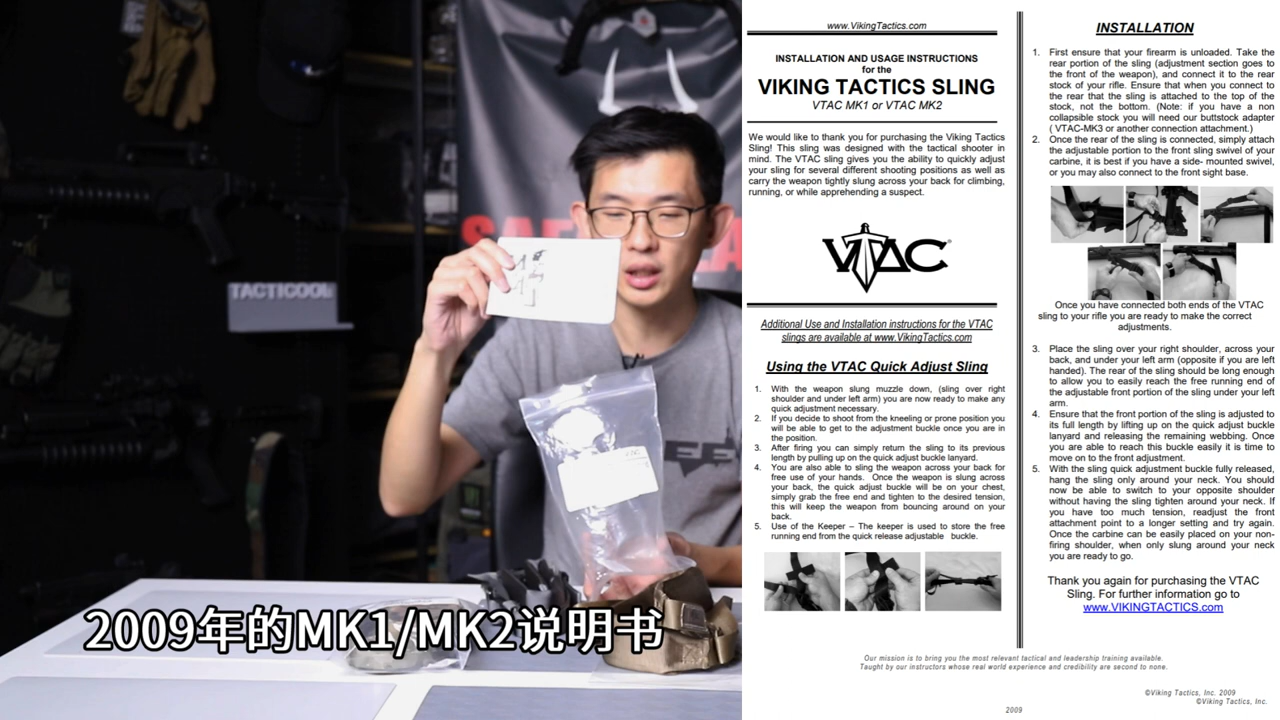 TACTICOOL
2009年的MK1/MK2说明书
www.VikingTactics.com
INSTALLATION AND USAGE INSTRUCTIONS
for the
VIKING TACTICS SLING
VTAC MK1 or VTAC MK2
We would like to thank you for purchasing the Viking Tactics
Sling! This sling was designed with the tactical shooter in
mind. The VTAC sling gives you the ability to quickly adjust
your sling for several different shooting positions as well as
carry the weapon tightly slung across your back for climbing,
running, or while apprehending a suspect.
VTAC®
Additional Use and Installation instructions for the VTAC
slings are available at www.VikingTactics.com
Using the VTAC Quick Adjust Sling
1. With the weapon slung muzzle down, (sling over right
shoulder and under left arm) you are now ready to make any
quick adjustment necessary.
2. If you decide to shoot from the kneeling or prone position you
will be able to get to the adjustment buckle once you are in
the position.
3. After firing you can simply return the sling to its previous
length by pulling up on the quick adjust buckle lanyard.
4. You are also able to sling the weapon across your back for
free use of your hands. Once the weapon is slung across
your back, the quick adjust buckle will be on your chest,
simply grab the free end and tighten to the desired tension,
this will keep the weapon from bouncing around on your
back.
5. Use of the Keeper – The keeper is used to store the free
running end from the quick release adjustable buckle.
INSTALLATION
1. First ensure that your firearm is unloaded. Take the
rear portion of the sling (adjustment section goes to
the front of the weapon), and connect it to the rear
stock of your rifle. Ensure that when you connect to
the rear that the sling is attached to the top of the
stock, not the bottom. (Note: if you have a non
collapsible stock you will need our buttstock adapter
( VTAC-MK3 or another connection attachment.)
2. Once the rear of the sling is connected, simply attach
the adjustable portion to the front sling swivel of your
carbine, it is best if you have a side- mounted swivel,
or you may also connect to the front sight base.
Once you have connected both ends of the VTAC
sling to your rifle you are ready to make the correct
adjustments.
3. Place the sling over your right shoulder, across your
back, and under your left arm (opposite if you are left
handed). The rear of the sling should be long enough
to allow you to easily reach the free running end of
the adjustable front portion of the sling under your left
arm.
4. Ensure that the front portion of the sling is adjusted to
its full length by lifting up on the quick adjust buckle
lanyard and releasing the remaining webbing. Once
you are able to reach this buckle easily it is time to
move on to the front adjustment.
5. With the sling quick adjustment buckle fully released,
hang the sling only around your neck. You should
now be able to switch to your opposite shoulder
without having the sling tighten around your neck. If
you have too much tension, readjust the front
attachment point to a longer setting and try again.
Once the carbine can be easily placed on your non-
firing shoulder, when only slung around your neck
you are ready to go.
Thank you again for purchasing the VTAC
Sling. For further information go to
www.VIKINGTACTICS.com
Our mission is to bring you the most relevant tactical and leadership training available.
Taught by our instructors whose real world experience and credibility are second to none.
©Viking Tactics, Inc. 2009
©Viking Tactics, Inc.
2009